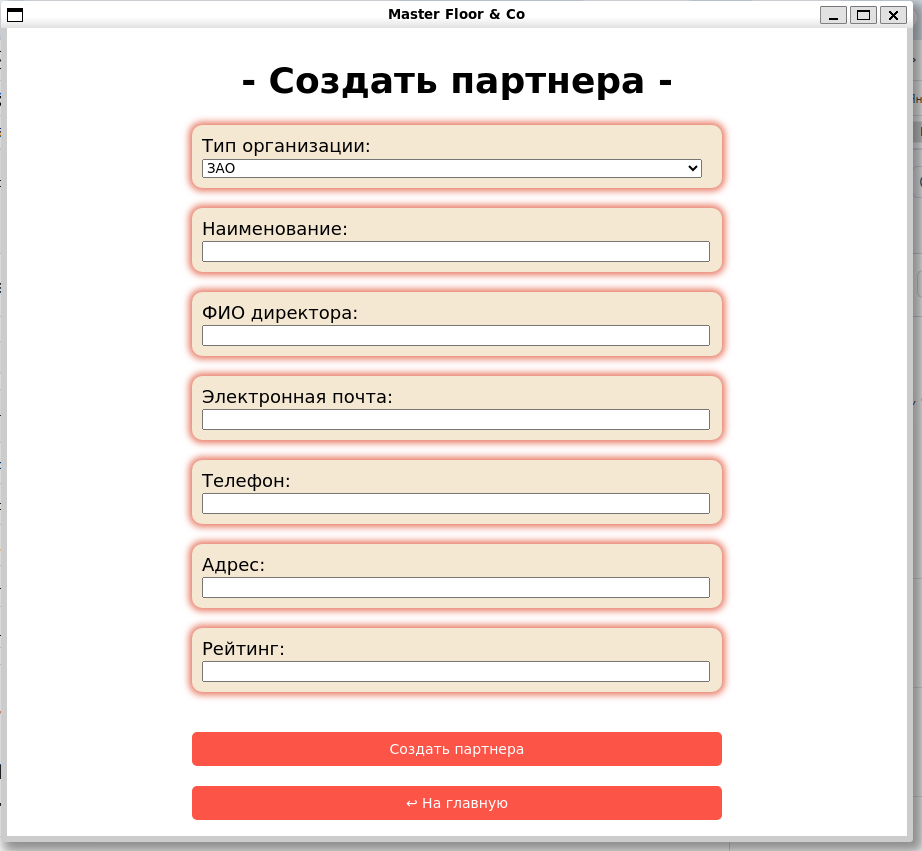 Master Floor & Co
- Создать партнера -
Тип организации:
ЗАО
Наименование:
ФИО директора:
Электронная почта:
Телефон:
Адрес:
Рейтинг:
Создать партнера
↩ На главную